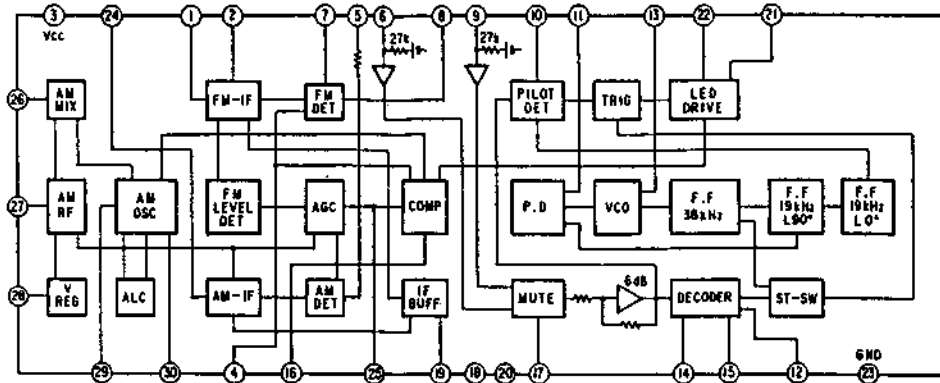 3 24 1 2 7 5 6 8 9 10 11 13 22 21
VCC
27k
27k
26
AM MIX
FM-IF
FM DET
PILOT DET
TRIG
LED DRIVE
27
AM RF
AM OSC
FM LEVEL DET
AGC
COMP
P.D
VCO
F.F 38kHz
F.F 19kHz L90°
F.F 19kHz L0°
28
V REG
ALC
AM-IF
AM DET
IF BUFF
MUTE
6dB
DECODER
ST-SW
GND
29 30 4 16 25 19 18 20 17 14 15 12 23